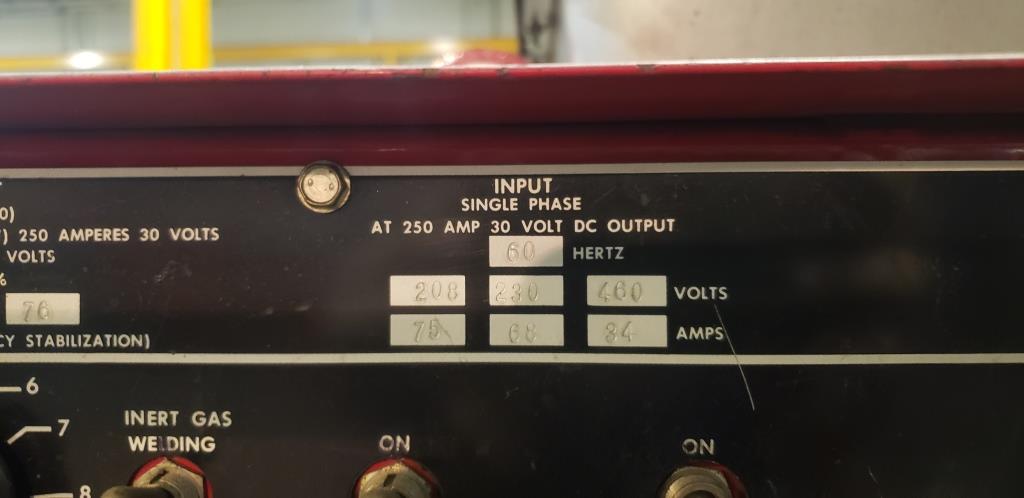 0)
) 250 AMPERES 30 VOLTS
VOLTS
%
76
CY STABILIZATION)
INPUT
SINGLE PHASE
AT 250 AMP 30 VOLT DC OUTPUT
60 HERTZ
208 230 460 VOLTS
75 68 34 AMPS
6
7
8
INERT GAS
WELDING
ON
ON